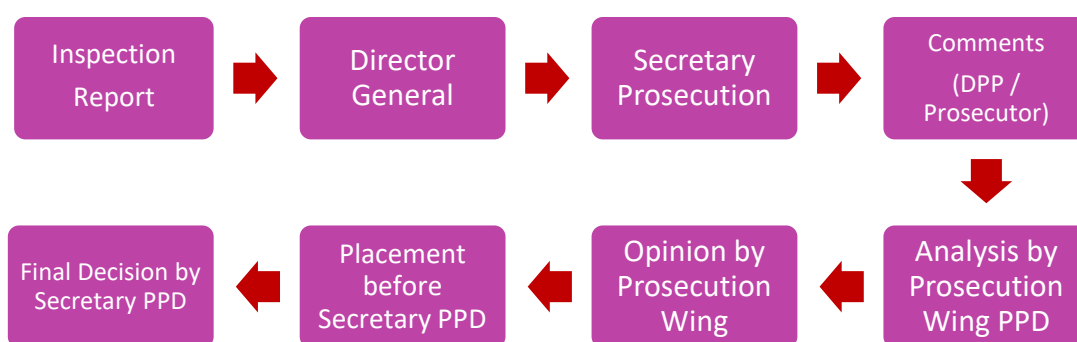 Inspection
Report
Director
General
Secretary
Prosecution
Comments
(DPP /
Prosecutor)
Analysis by
Prosecution
Wing PPD
Opinion by
Prosecution
Wing
Placement
before
Secretary PPD
Final Decision by
Secretary PPD